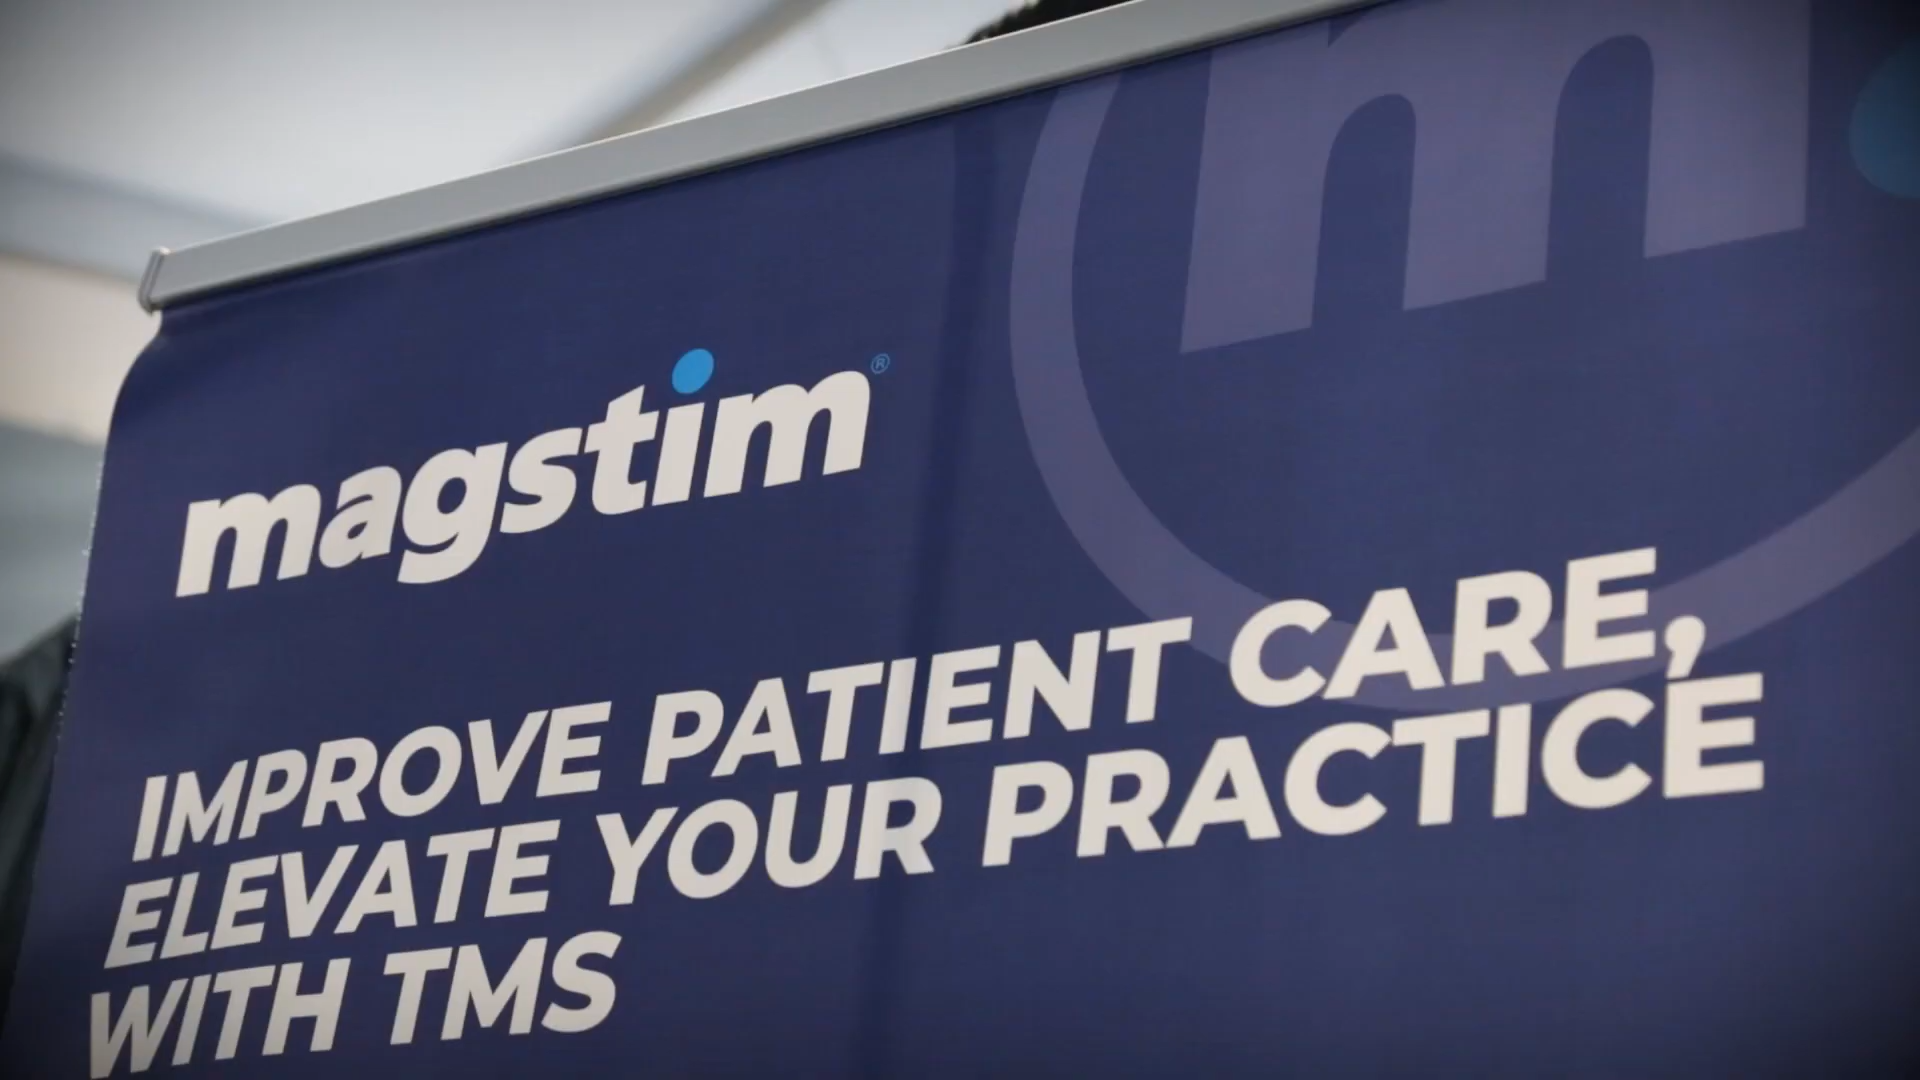 m
magstim®
IMPROVE PATIENT CARE,
ELEVATE YOUR PRACTICE
WITH TMS